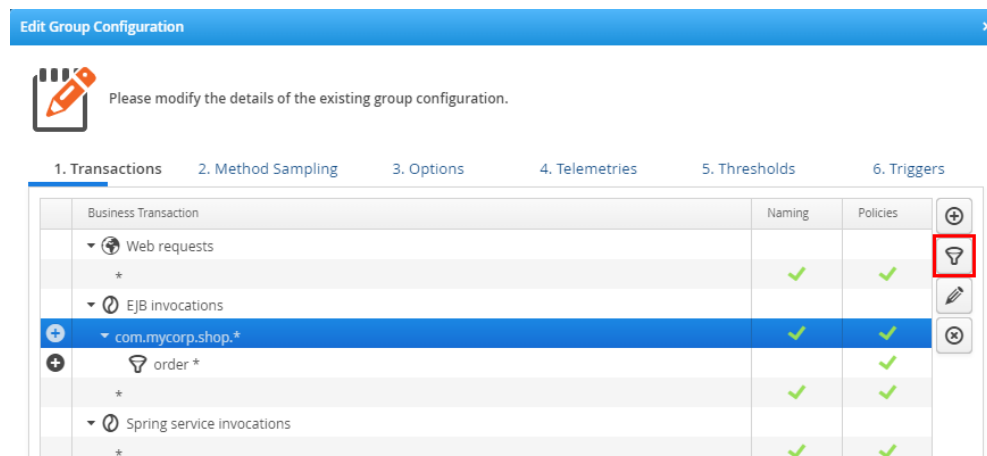 Edit Group Configuration
Please modify the details of the existing group configuration.
1. Transactions 2. Method Sampling 3. Options 4. Telemetries 5. Thresholds 6. Triggers
Business Transaction Naming Policies
Web requests
*
EJB invocations
com.mycorp.shop.*
order *
*
Spring service invocations
*